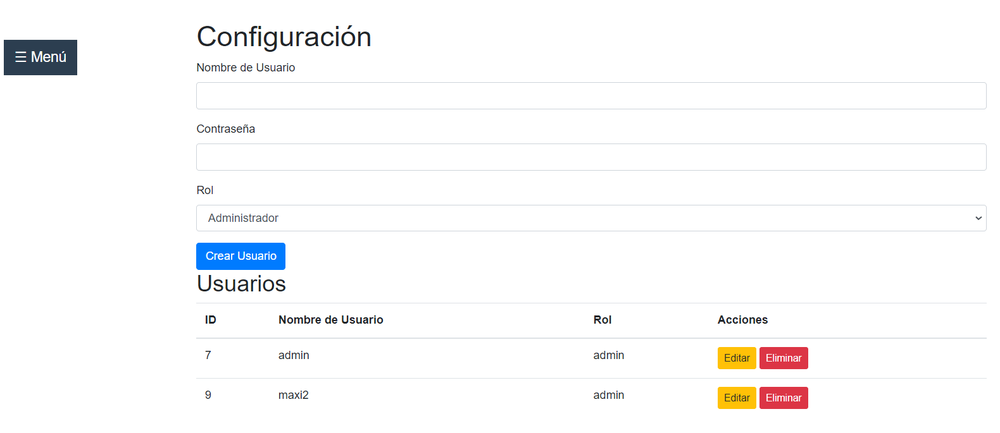 Configuración
☰ Menú
Nombre de Usuario
Contraseña
Rol
Administrador
Crear Usuario
Usuarios
ID Nombre de Usuario Rol Acciones
7 admin admin Editar Eliminar
9 maxi2 admin Editar Eliminar